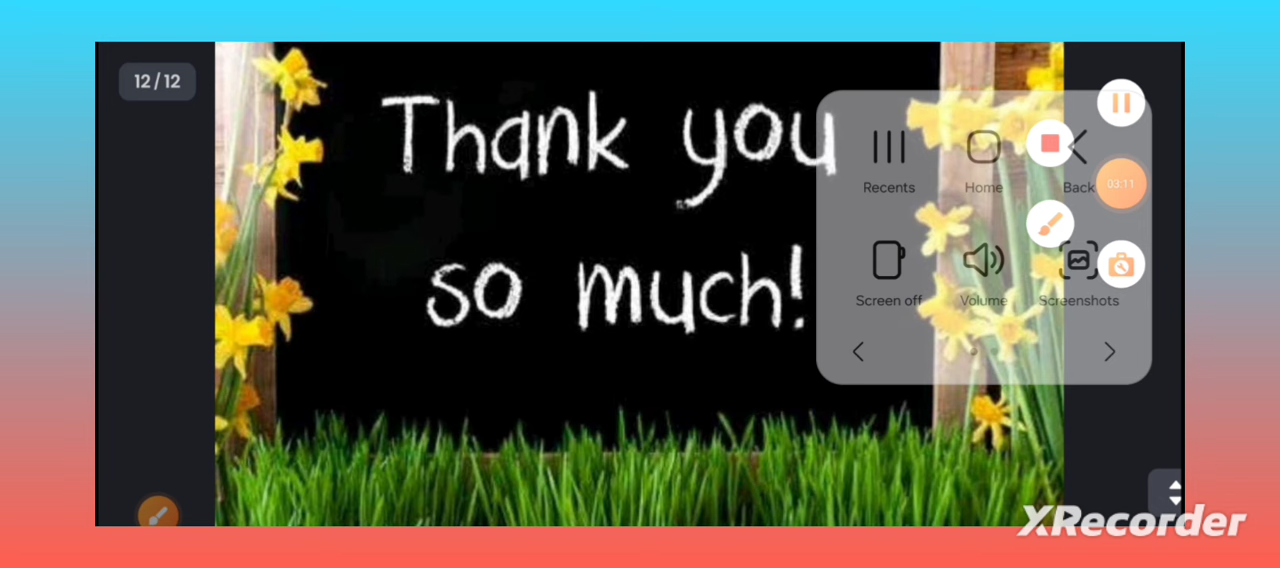 12/12
Thank you
so much!
Recents
Home
Back
03:11
Screen off
Volume
Screenshots
XRecorder